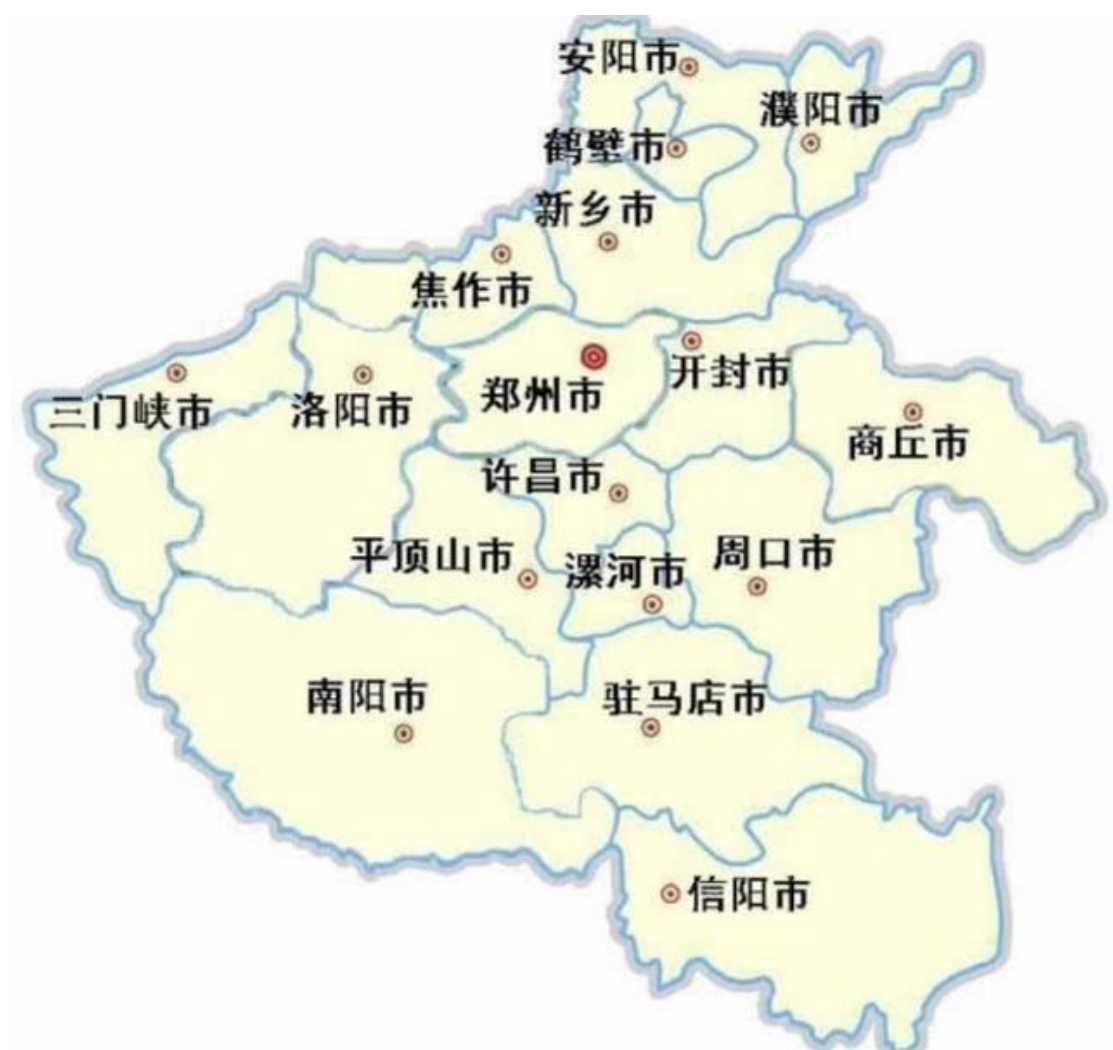 安阳市
濮阳市
鹤壁市
新乡市
焦作市
三门峡市
洛阳市
郑州市
开封市
商丘市
许昌市
平顶山市
漯河市
周口市
南阳市
驻马店市
信阳市